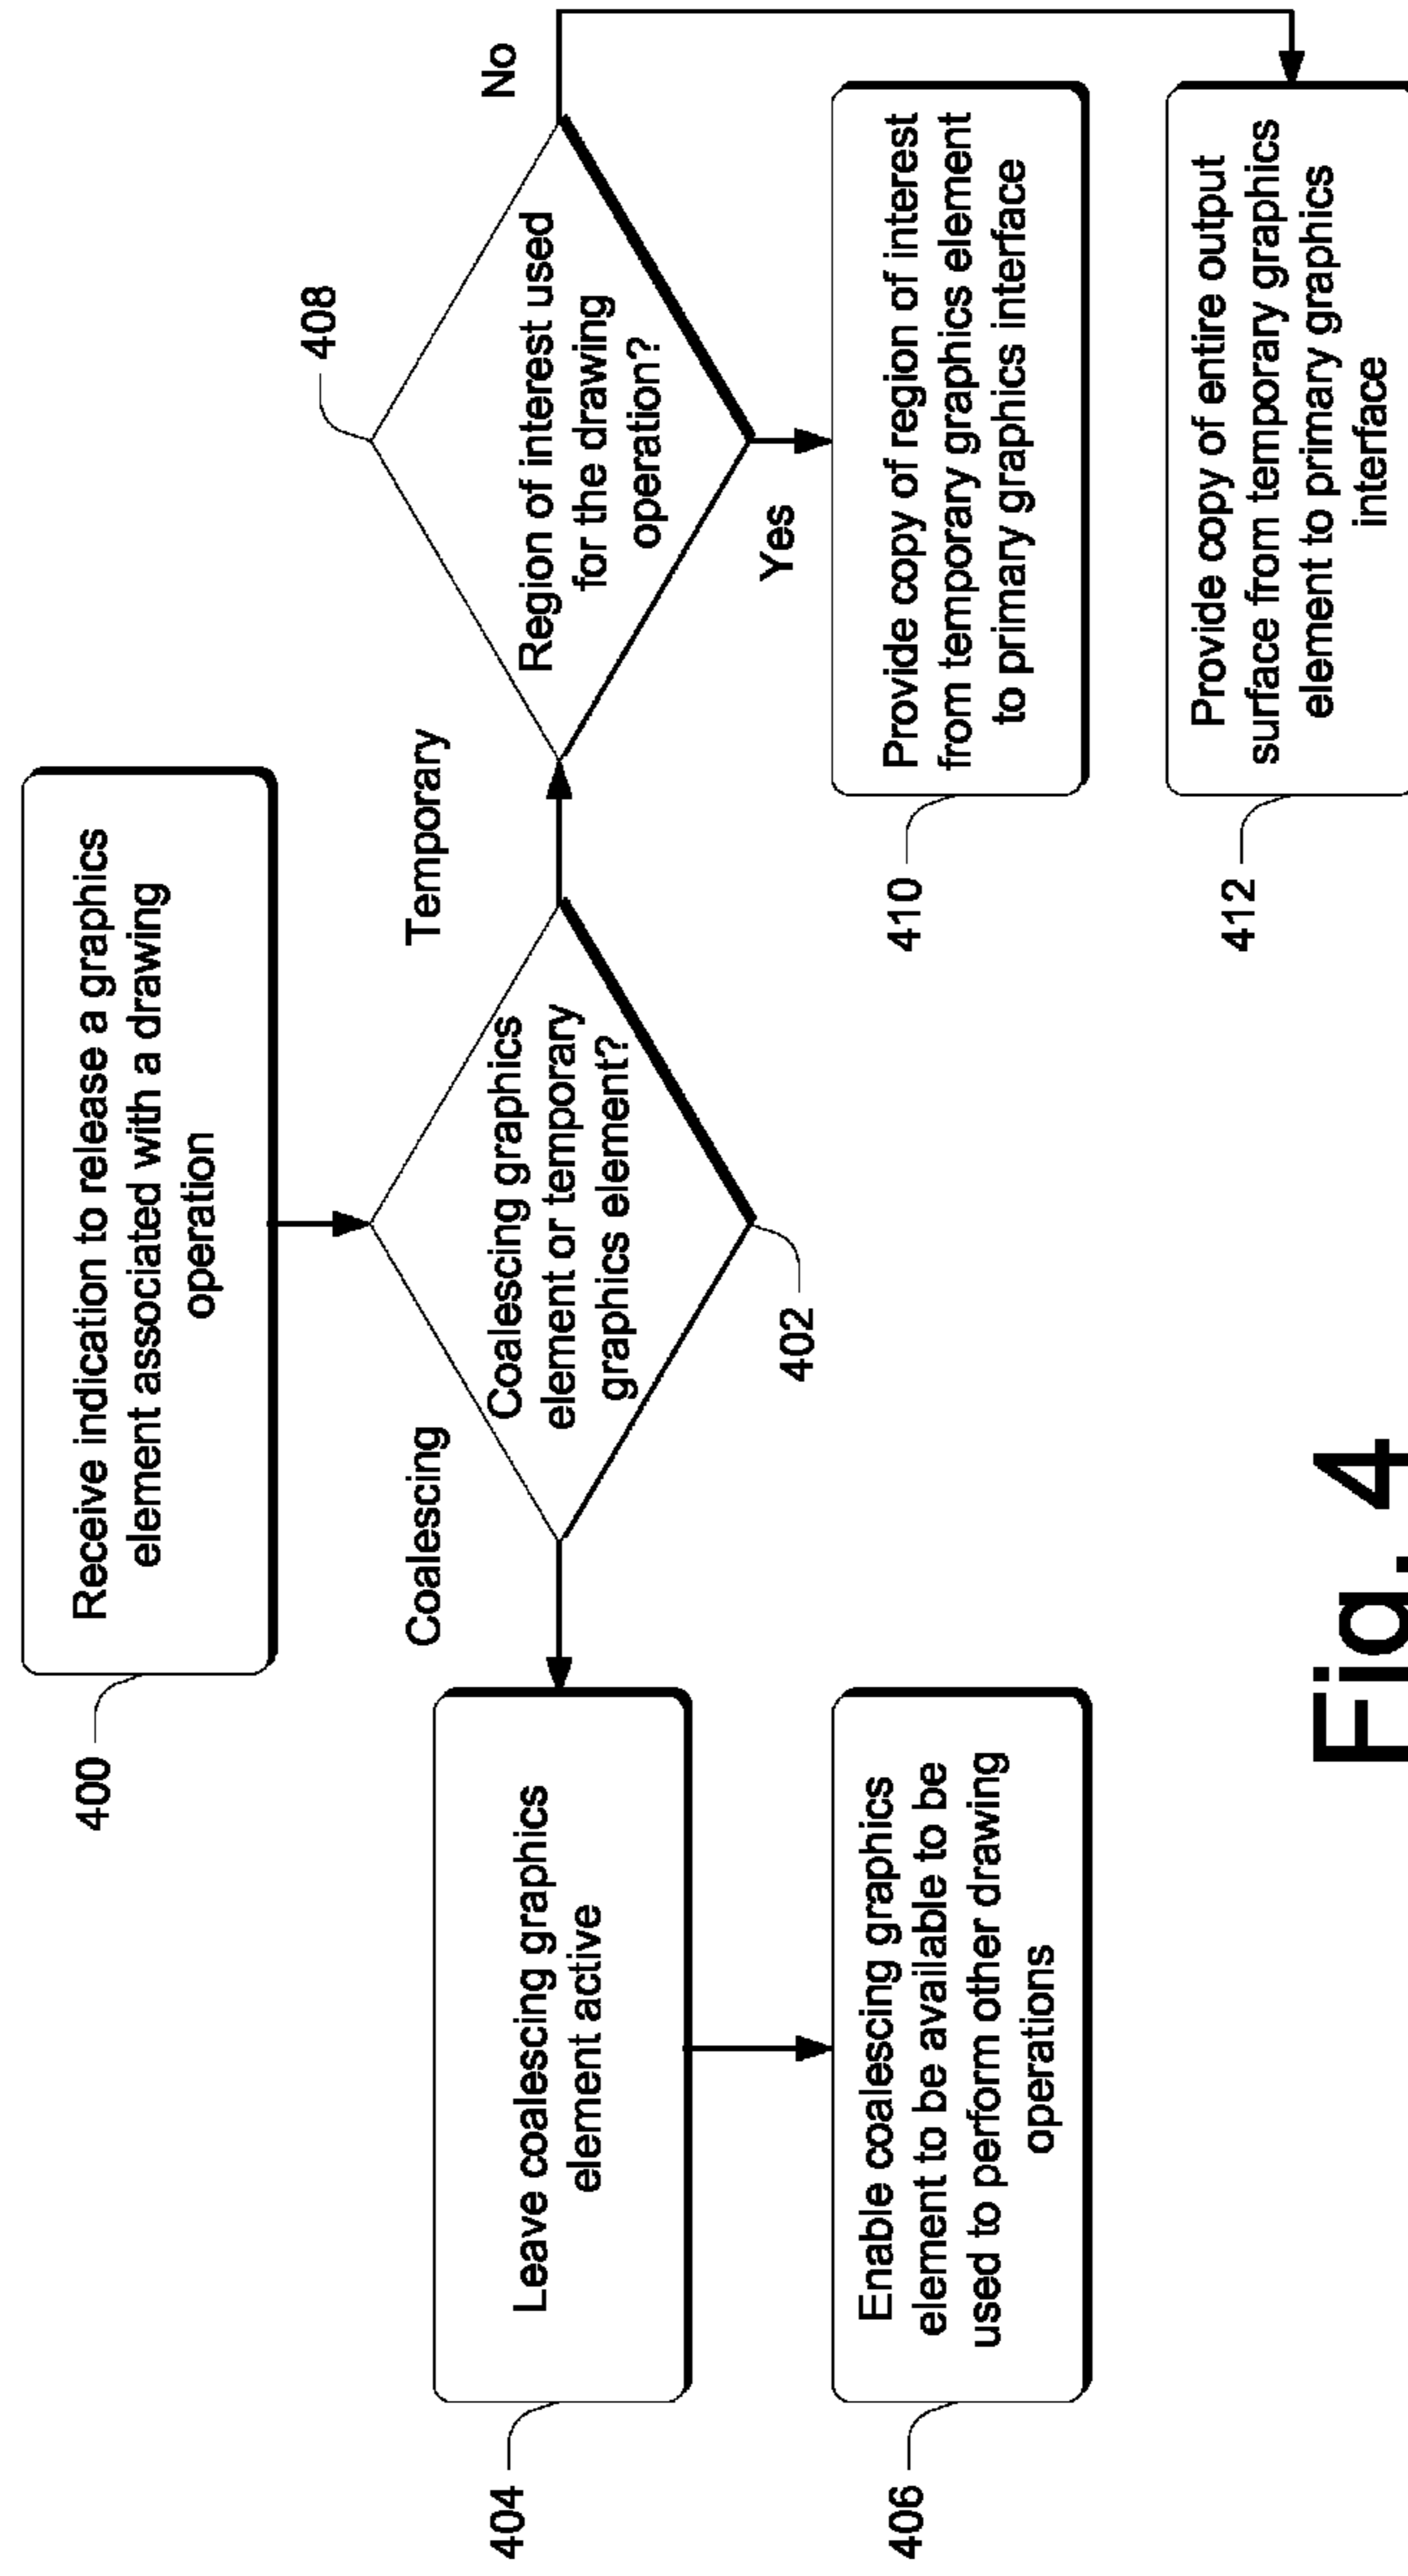 400
Receive indication to release a graphics
element associated with a drawing
operation
Coalescing
Temporary
Coalescing graphics
element or temporary
graphics element?
402
404
Leave coalescing graphics
element active
406
Enable coalescing graphics
element to be available to be
used to perform other drawing
operations
408
Region of interest used
for the drawing
operation?
No
Yes
410
Provide copy of region of interest
from temporary graphics element
to primary graphics interface
412
Provide copy of entire output
surface from temporary graphics
element to primary graphics
interface
Fig. 4